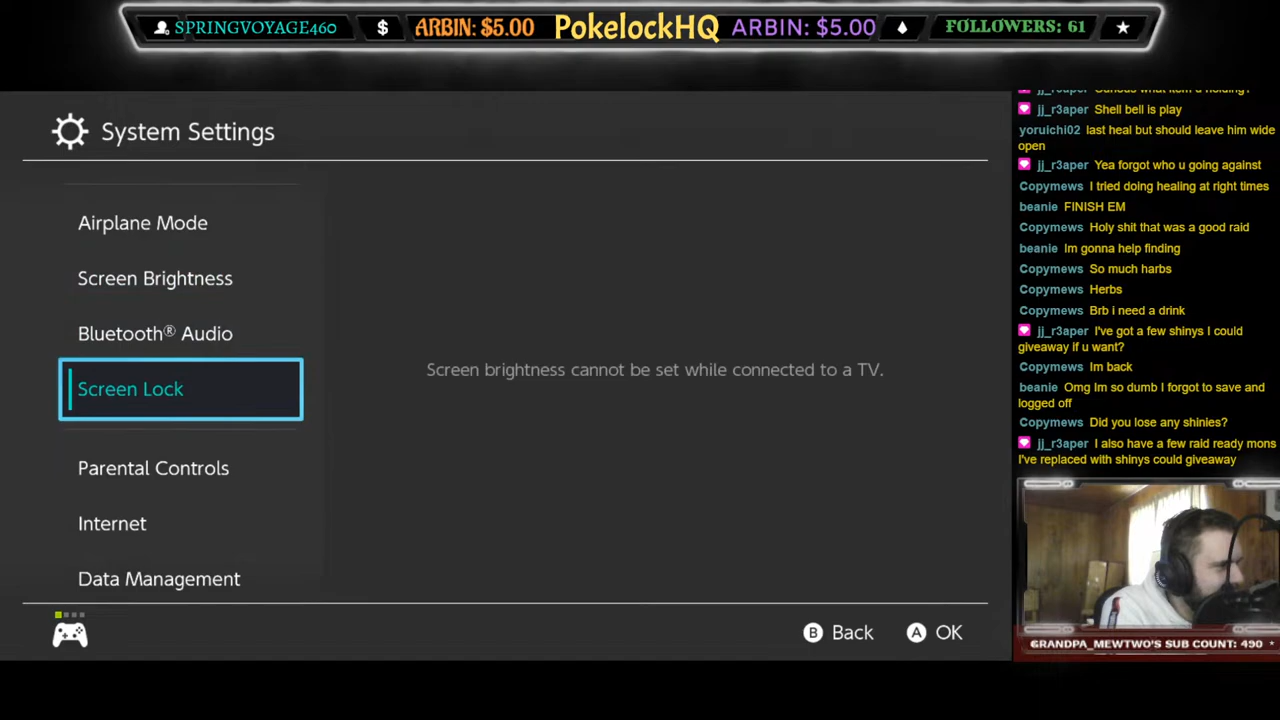 SPRINGVOYAGE460
$
ARBIN: $5.00
PokelockHQ
ARBIN: $5.00
FOLLOWERS: 61
System Settings
Airplane Mode
Screen Brightness
Bluetooth® Audio
Screen Lock
Parental Controls
Internet
Data Management
Screen brightness cannot be set while connected to a TV.
B Back
A OK
jj_r3aper Curious what item u holding?
jj_r3aper Shell bell is play
yoruichi02 last heal but should leave him wide
open
jj_r3aper Yea forgot who u going against
Copymews I tried doing healing at right times
beanie FINISH EM
Copymews Holy shit that was a good raid
beanie Im gonna help finding
Copymews So much harbs
Copymews Herbs
Copymews Brb i need a drink
jj_r3aper I've got a few shinys I could
giveaway if u want?
Copymews Im back
beanie Omg Im so dumb I forgot to save and
logged off
Copymews Did you lose any shinies?
jj_r3aper I also have a few raid ready mons
I've replaced with shinys could giveaway
GRANDPA_MEWTWO'S SUB COUNT: 490 *